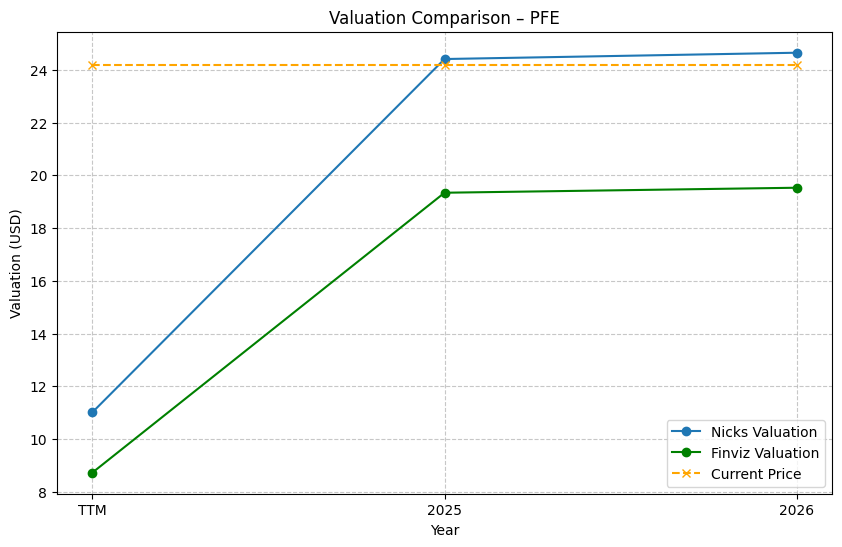 Valuation Comparison – PFE
Valuation (USD)
24
22
20
18
16
14
12
10
8
TTM
2025
2026
Year
Nicks Valuation
Finviz Valuation
Current Price